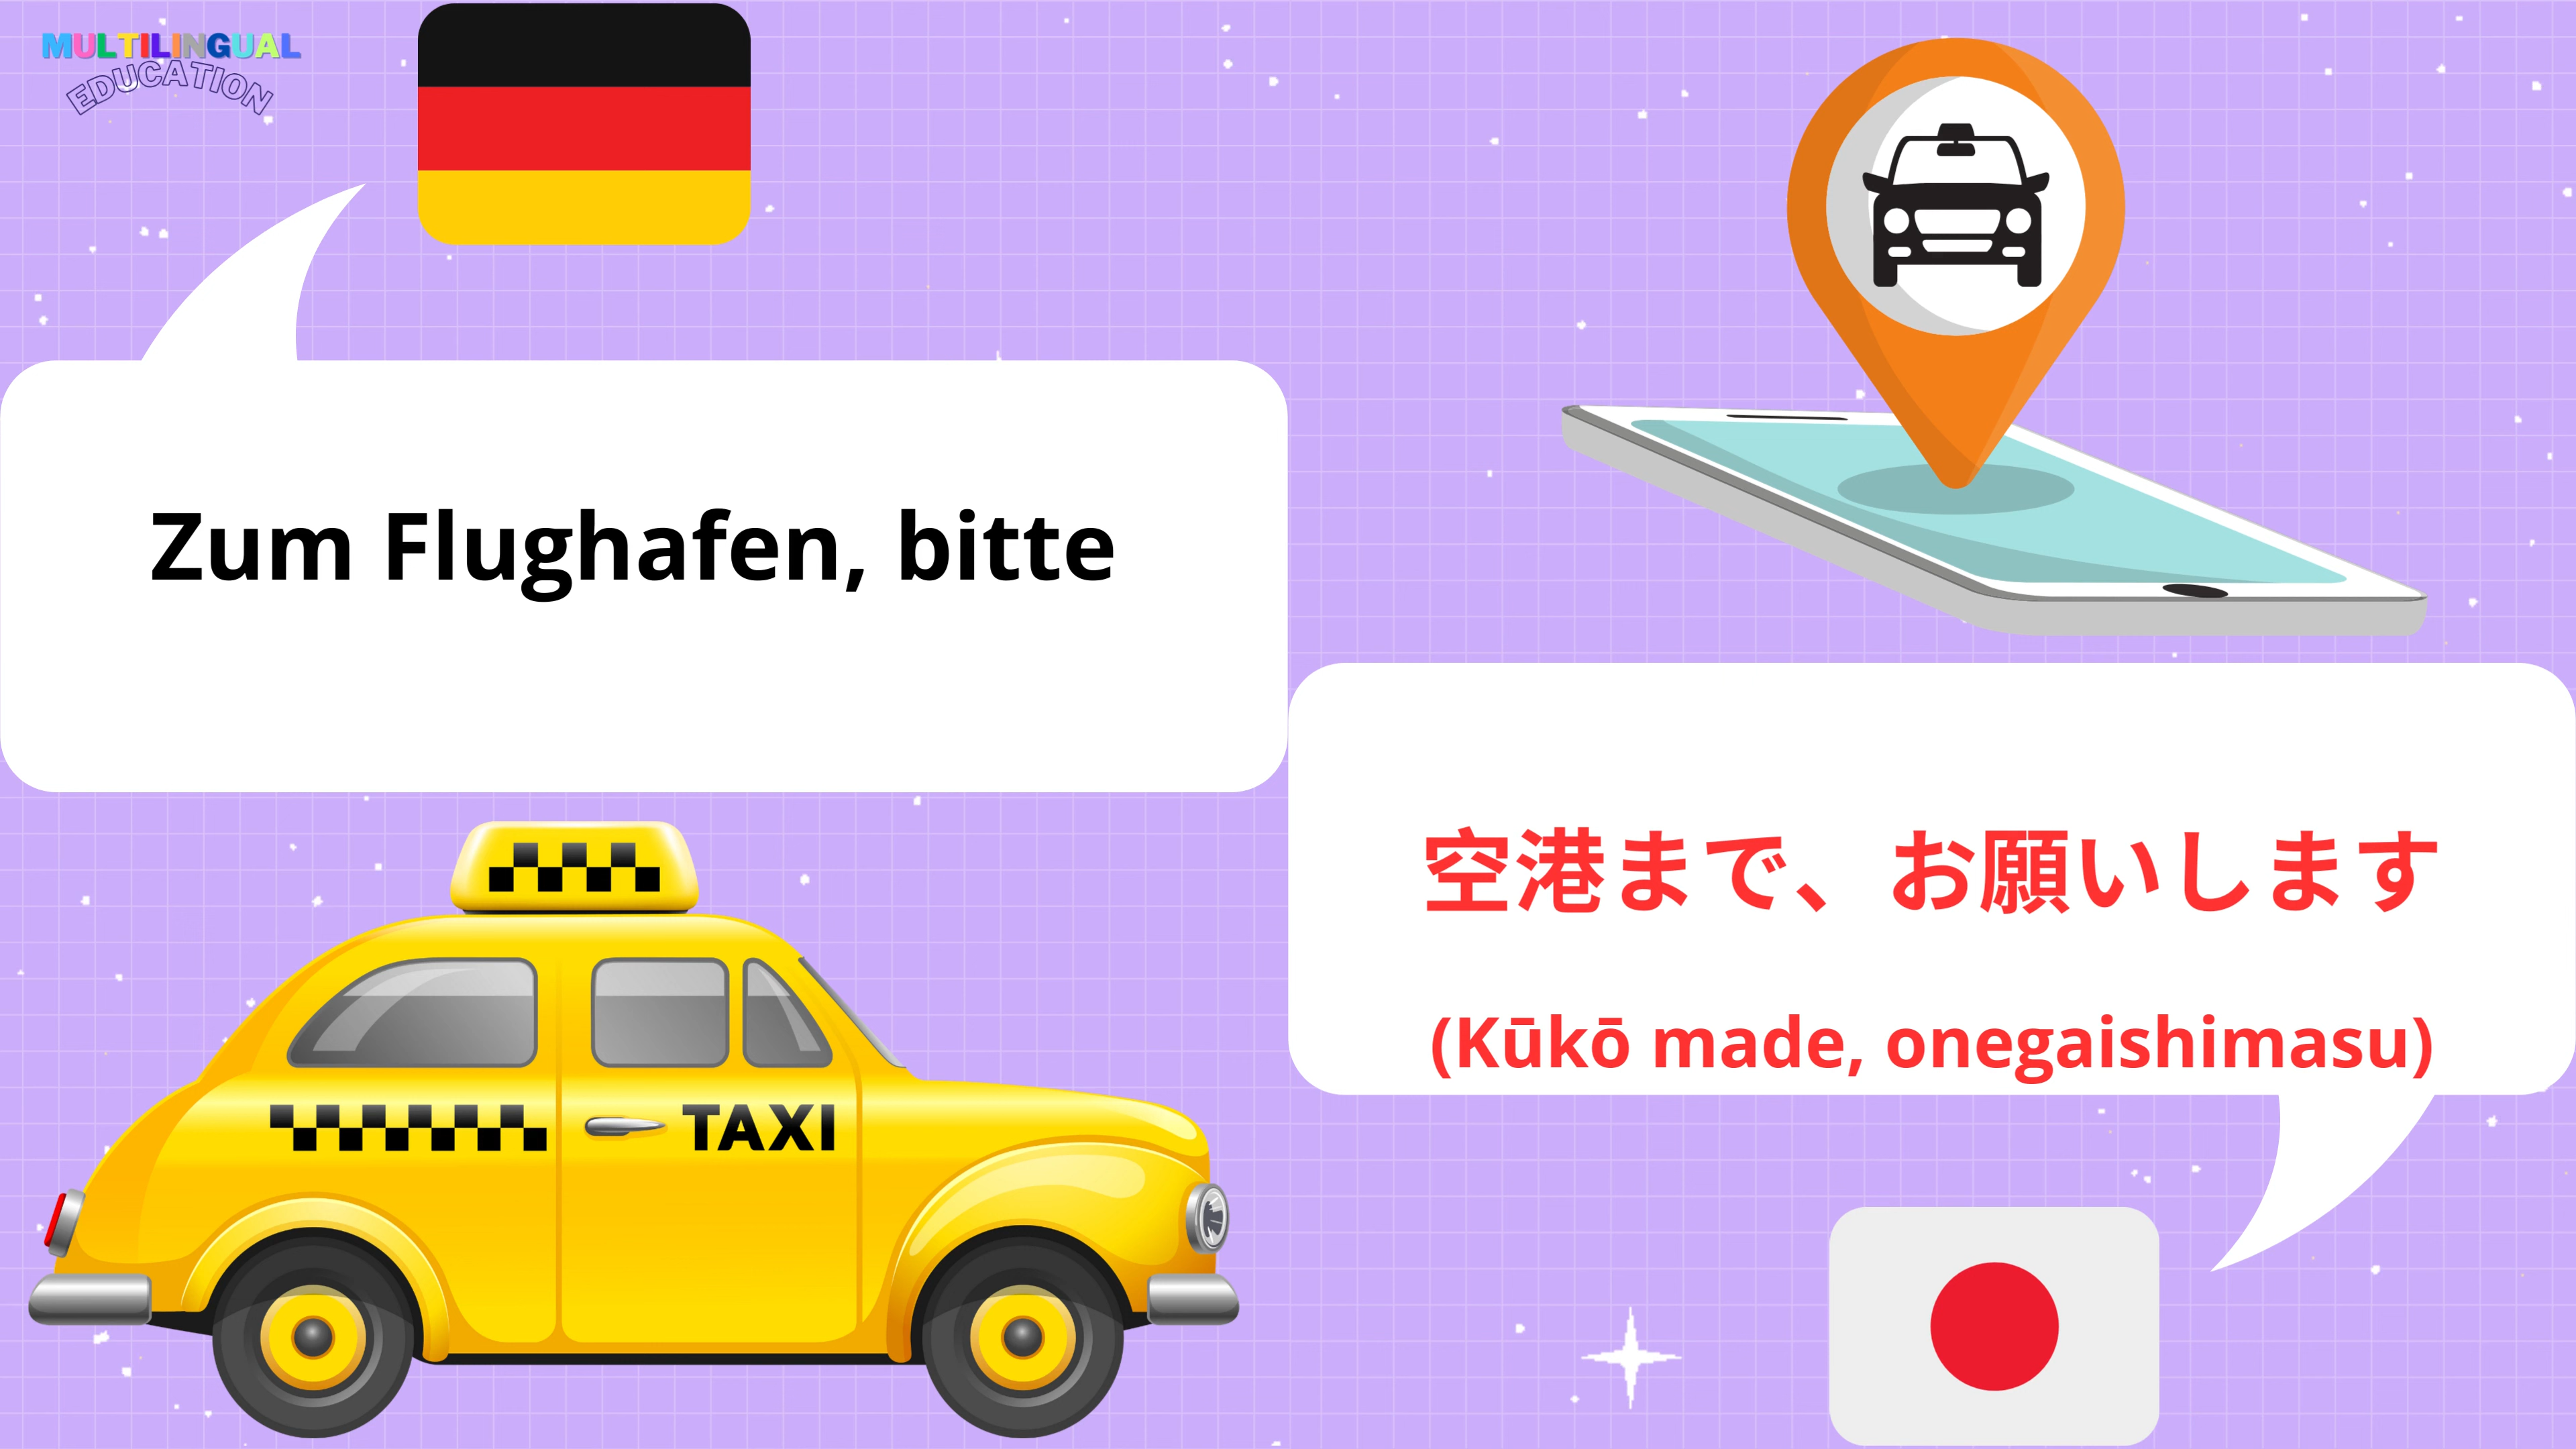 MULTILINGUAL
EDUCATION
Zum Flughafen, bitte
空港まで、お願いします
(Kūkō made, onegaishimasu)
TAXI